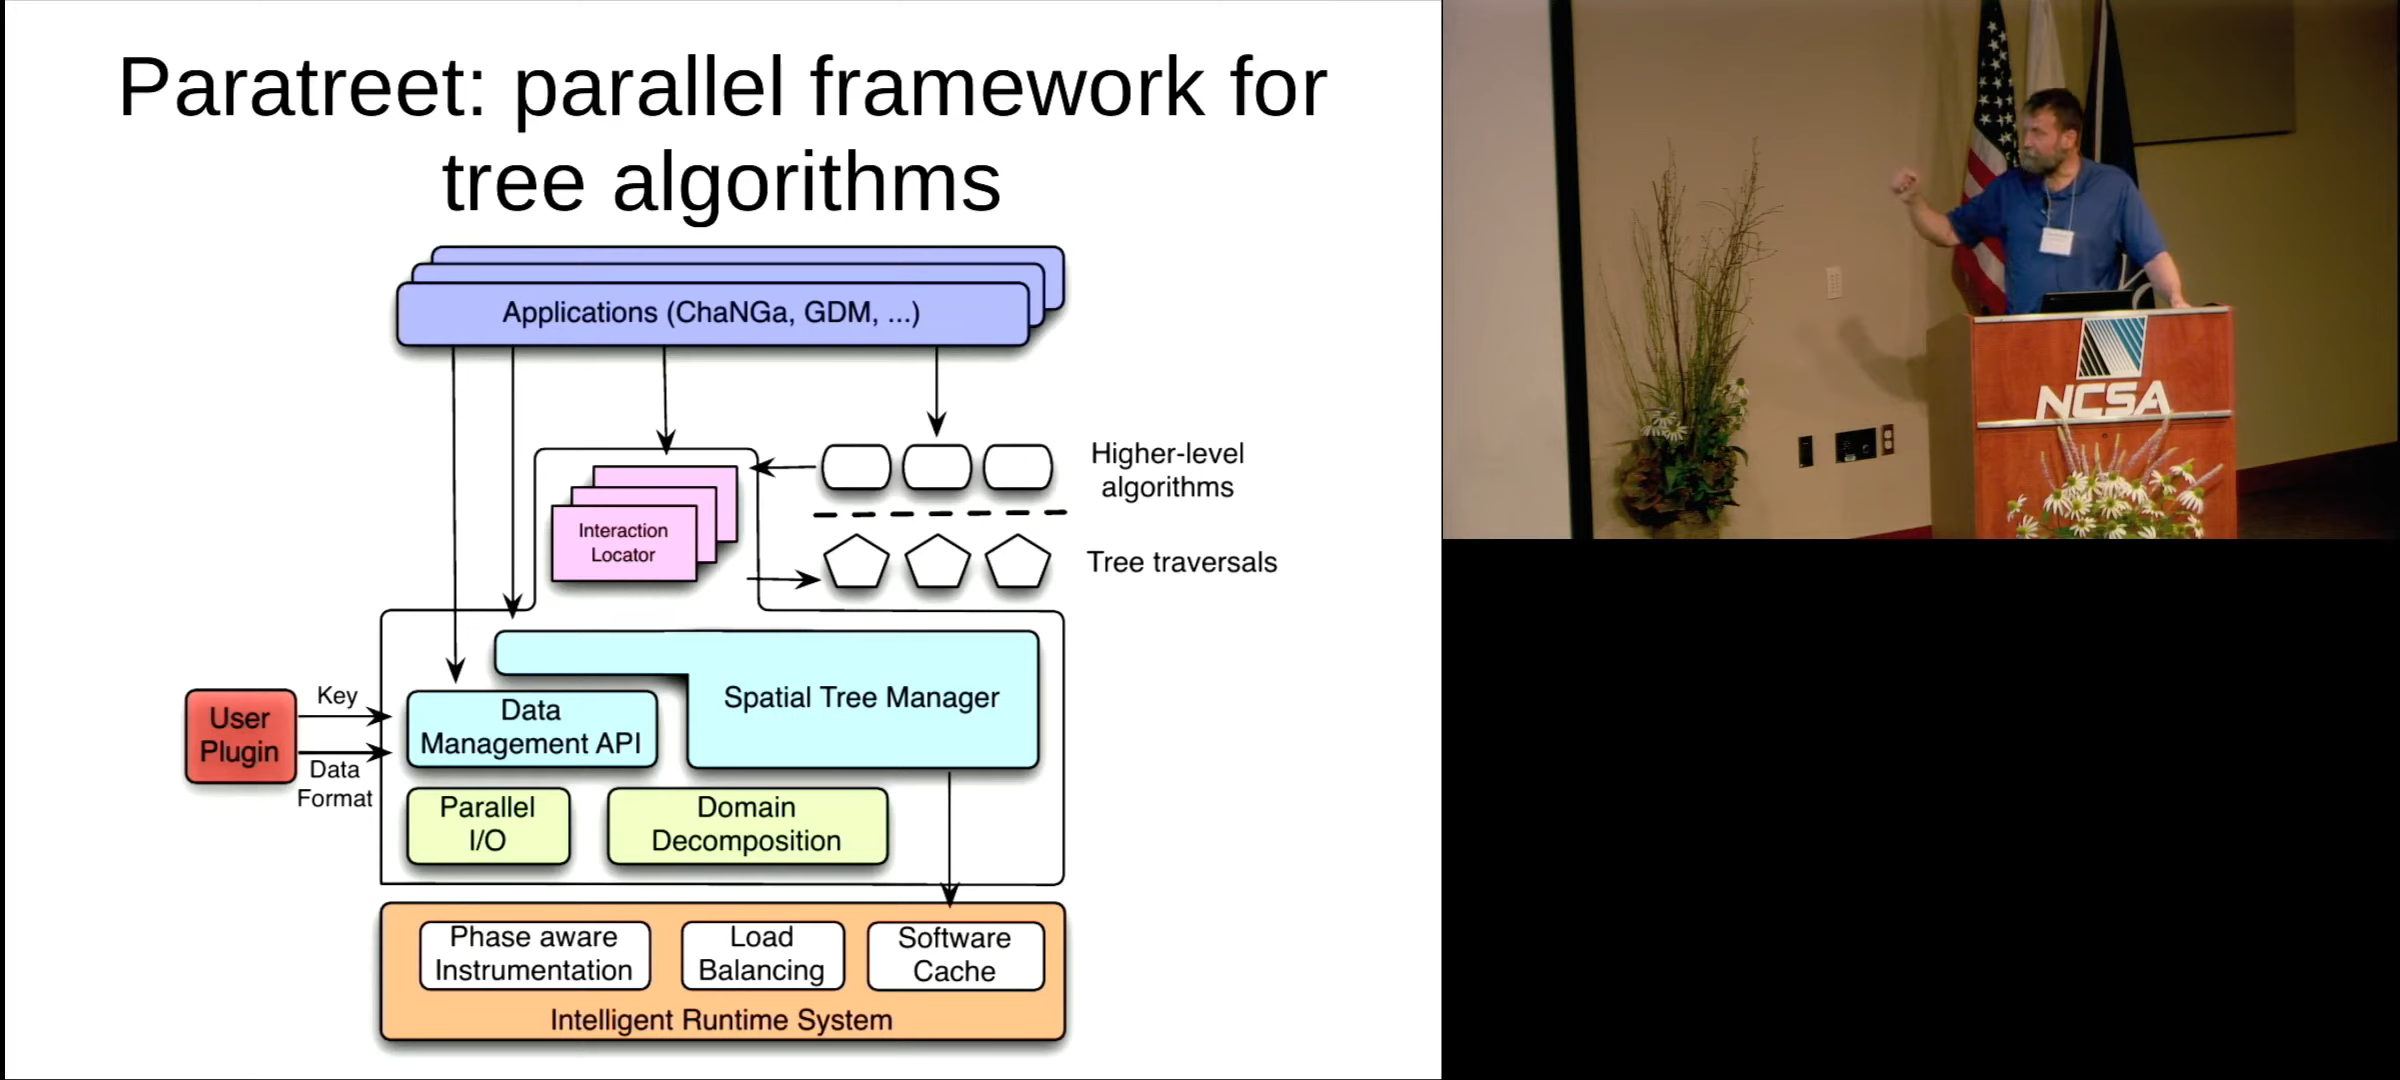 Paratreet: parallel framework for
tree algorithms
Applications (ChaNGa, GDM, ...)
Higher-level
algorithms
Interaction
Locator
Tree traversals
Spatial Tree Manager
User
Plugin
Key
Data
Format
Data
Management API
Parallel
I/O
Domain
Decomposition
Phase aware
Instrumentation
Load
Balancing
Software
Cache
Intelligent Runtime System
NCSA